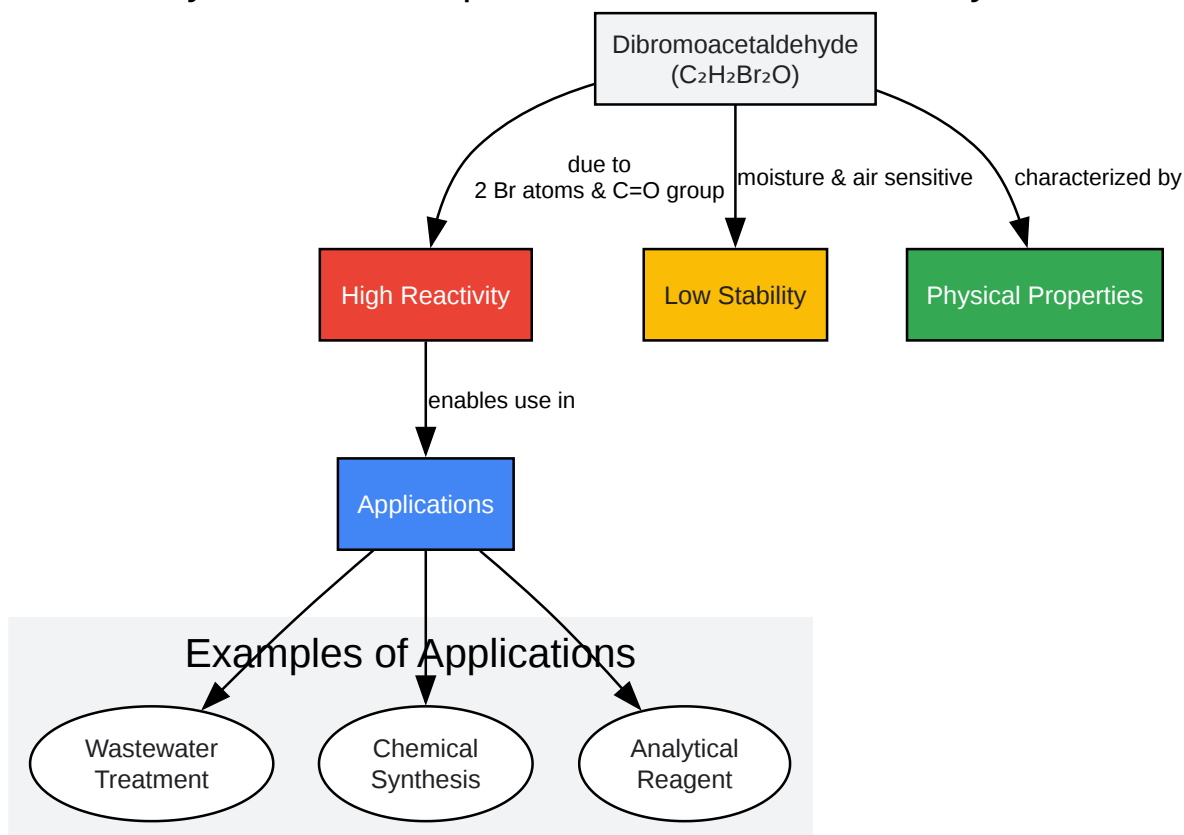 Dibromoacetaldehyde
(C₂H₂Br₂O)
due to
2 Br atoms & C=O group
moisture & air sensitive
characterized by
High Reactivity
Low Stability
Physical Properties
enables use in
Applications
Examples of Applications
Wastewater
Treatment
Chemical
Synthesis
Analytical
Reagent